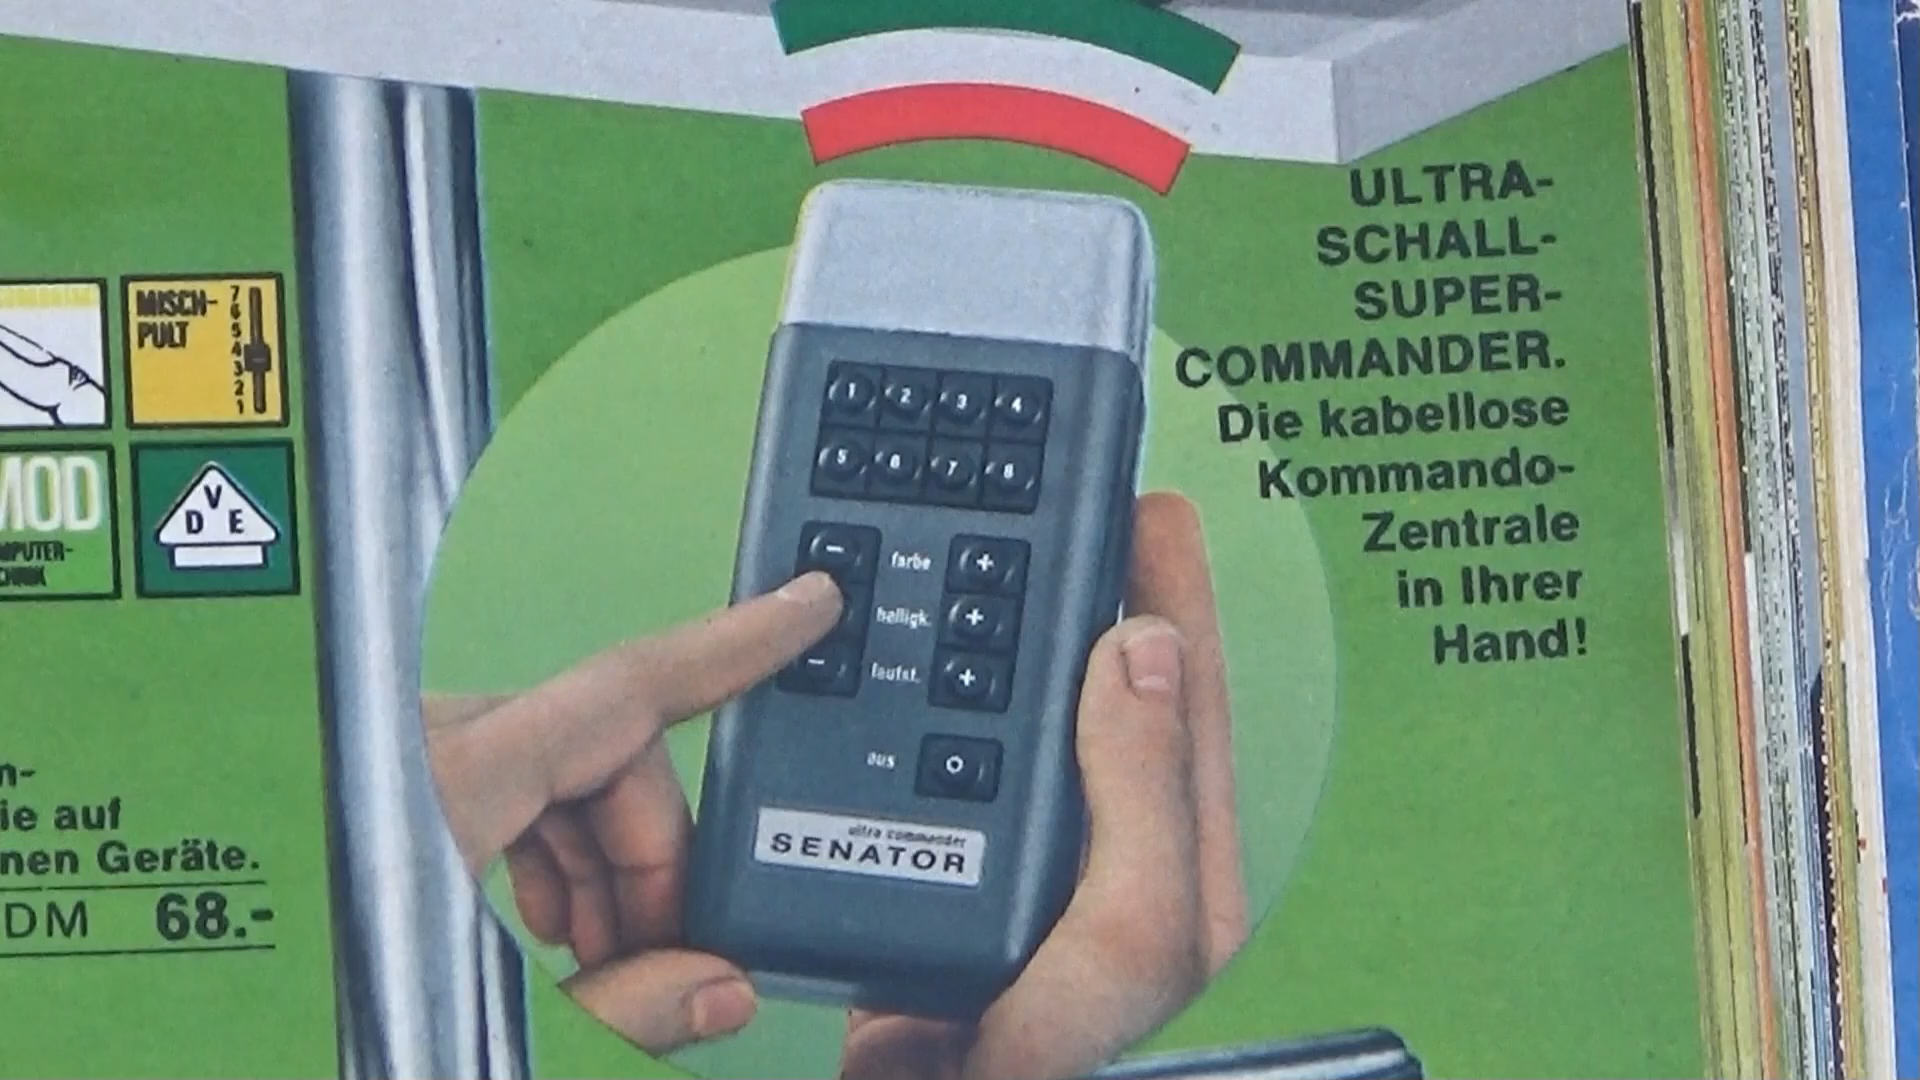 ULTRA-
SCHALL-
SUPER-
COMMANDER.
Die kabellose
Kommando-
Zentrale
in Ihrer
Hand!
MISCH-
PULT
7
6
5
4
3
2
1
MOD
V
D E
1 2 3 4
5 6 7 8
− farbe +
helligk. +
− lautst. +
aus O
ultra commander
SENATOR
n-
ie auf
nen Geräte.
DM 68.-